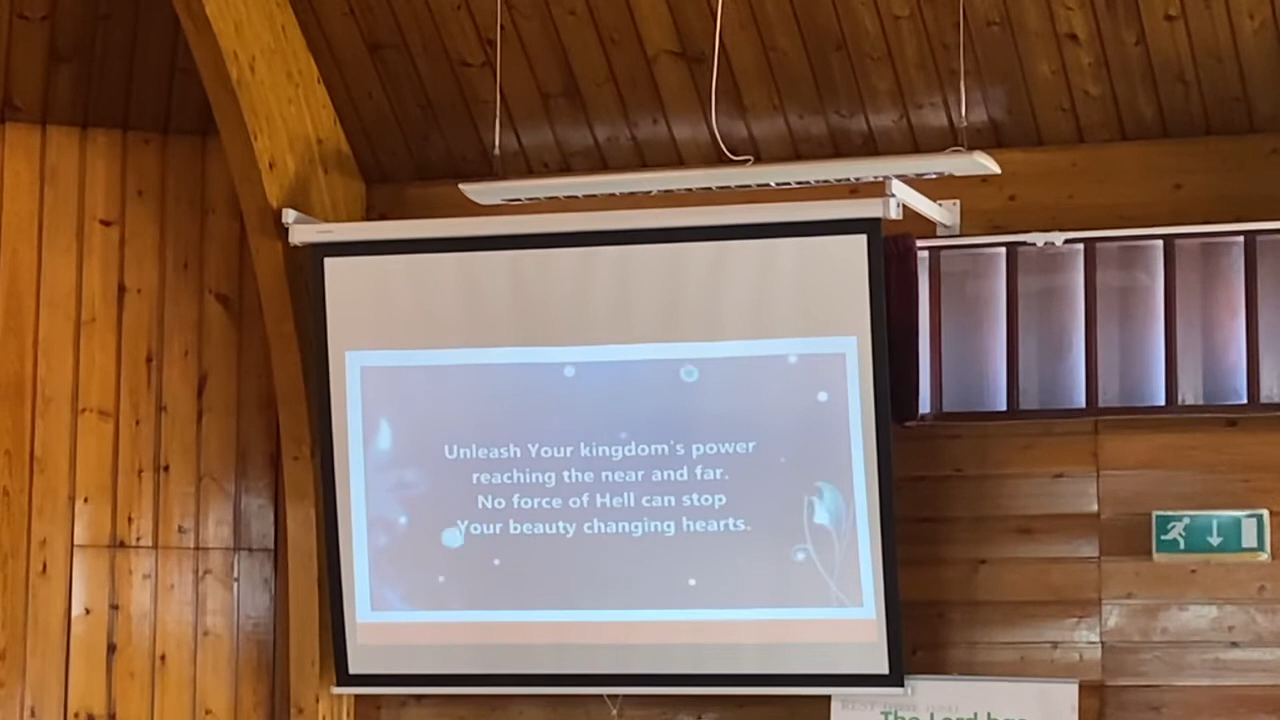 Unleash Your kingdom's power
reaching the near and far.
No force of Hell can stop
Your beauty changing hearts.
The Lord has